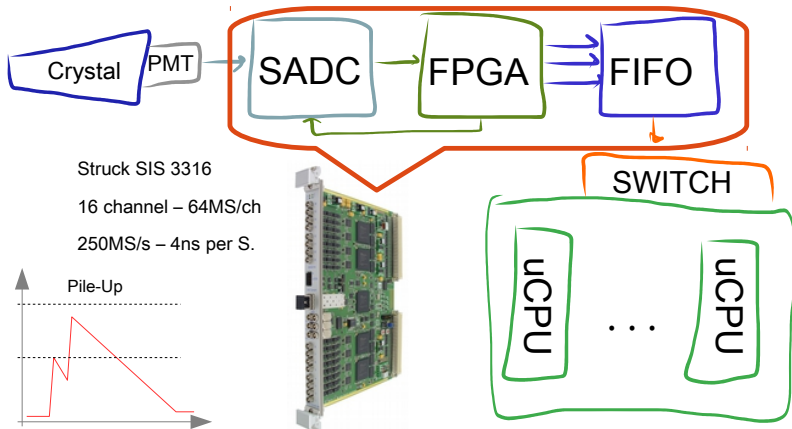 Crystal
PMT
SADC
FPGA
FIFO
SWITCH
Struck SIS 3316
16 channel – 64MS/ch
250MS/s – 4ns per S.
Pile-Up
uCPU
. . .
uCPU